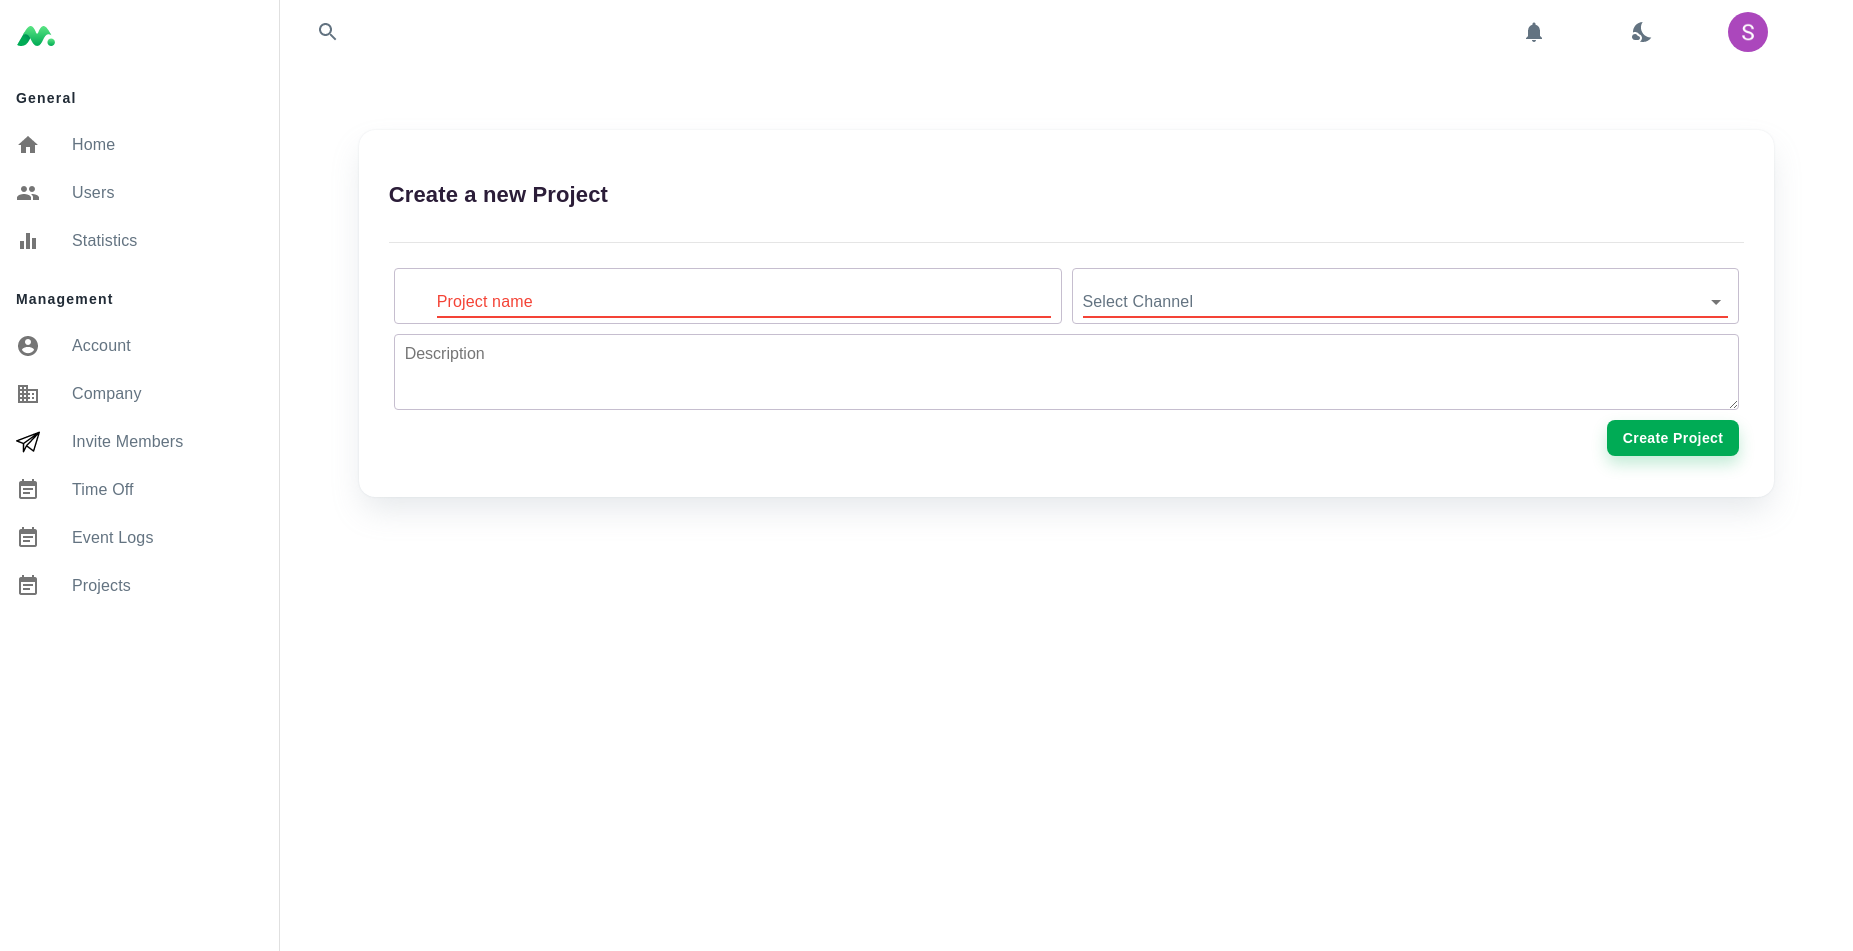 S
General
Home
Users
Statistics
Management
Account
Company
Invite Members
Time Off
Event Logs
Projects
Create a new Project
Project name
Select Channel
Description
Create Project